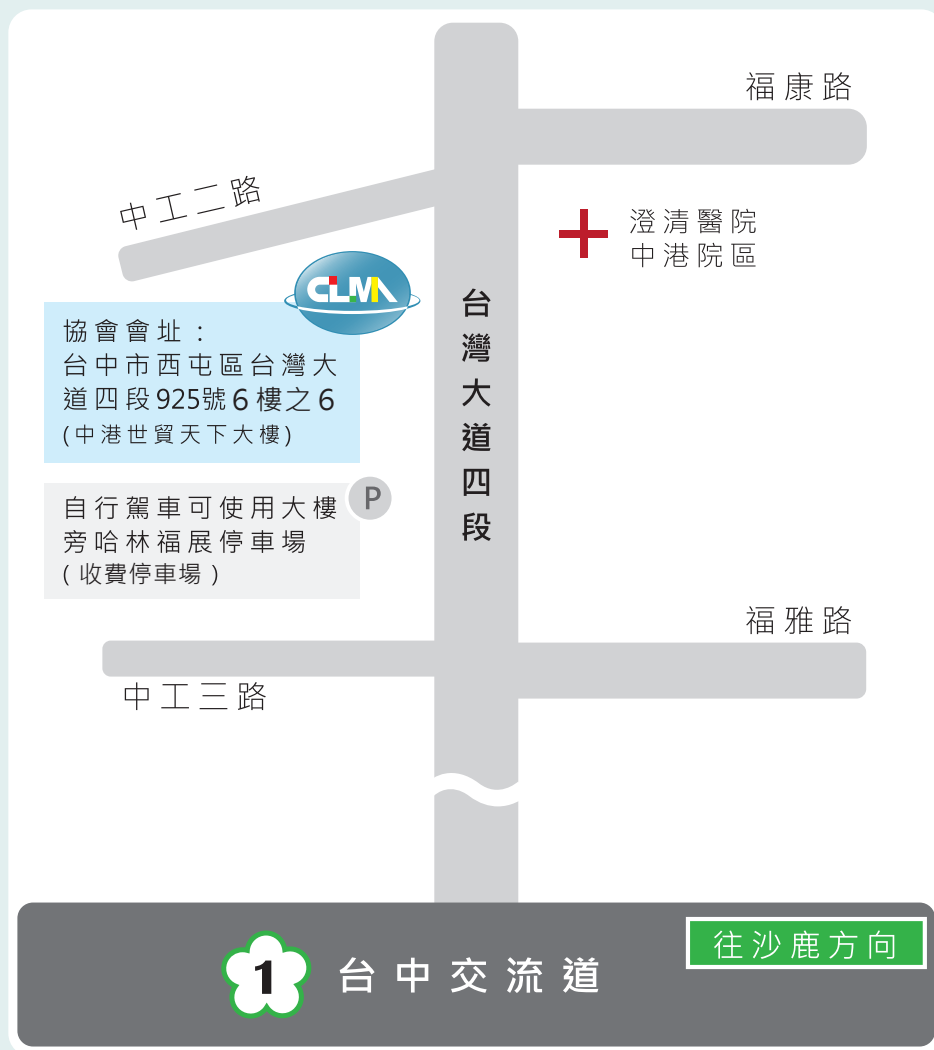 福康路
中工二路
澄清醫院
中港院區
CLMA
協會會址：
台中市西屯區台灣大
道四段925號6樓之6
(中港世貿天下大樓)
台灣大道四段
P
自行駕車可使用大樓
旁哈林福展停車場
(收費停車場)
福雅路
中工三路
往沙鹿方向
1 台中交流道